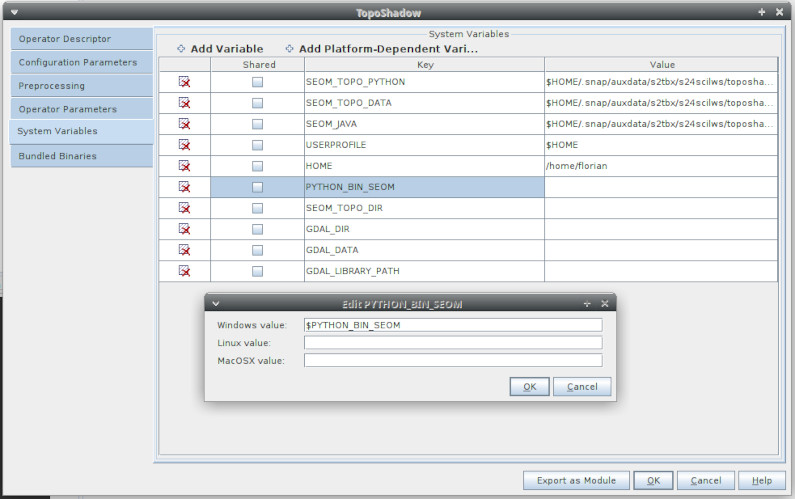 TopoShadow
Operator Descriptor
Configuration Parameters
Preprocessing
Operator Parameters
System Variables
Bundled Binaries
System Variables
Add Variable Add Platform-Dependent Vari...
Shared Key Value
SEOM_TOPO_PYTHON $HOME/.snap/auxdata/s2tbx/s24scilws/toposha...
SEOM_TOPO_DATA $HOME/.snap/auxdata/s2tbx/s24scilws/toposha...
SEOM_JAVA $HOME/.snap/auxdata/s2tbx/s24scilws/toposha...
USERPROFILE $HOME
HOME /home/florian
PYTHON_BIN_SEOM
SEOM_TOPO_DIR
GDAL_DIR
GDAL_DATA
GDAL_LIBRARY_PATH
Edit PYTHON_BIN_SEOM
Windows value: $PYTHON_BIN_SEOM
Linux value:
MacOSX value:
OK Cancel
Export as Module OK Cancel Help